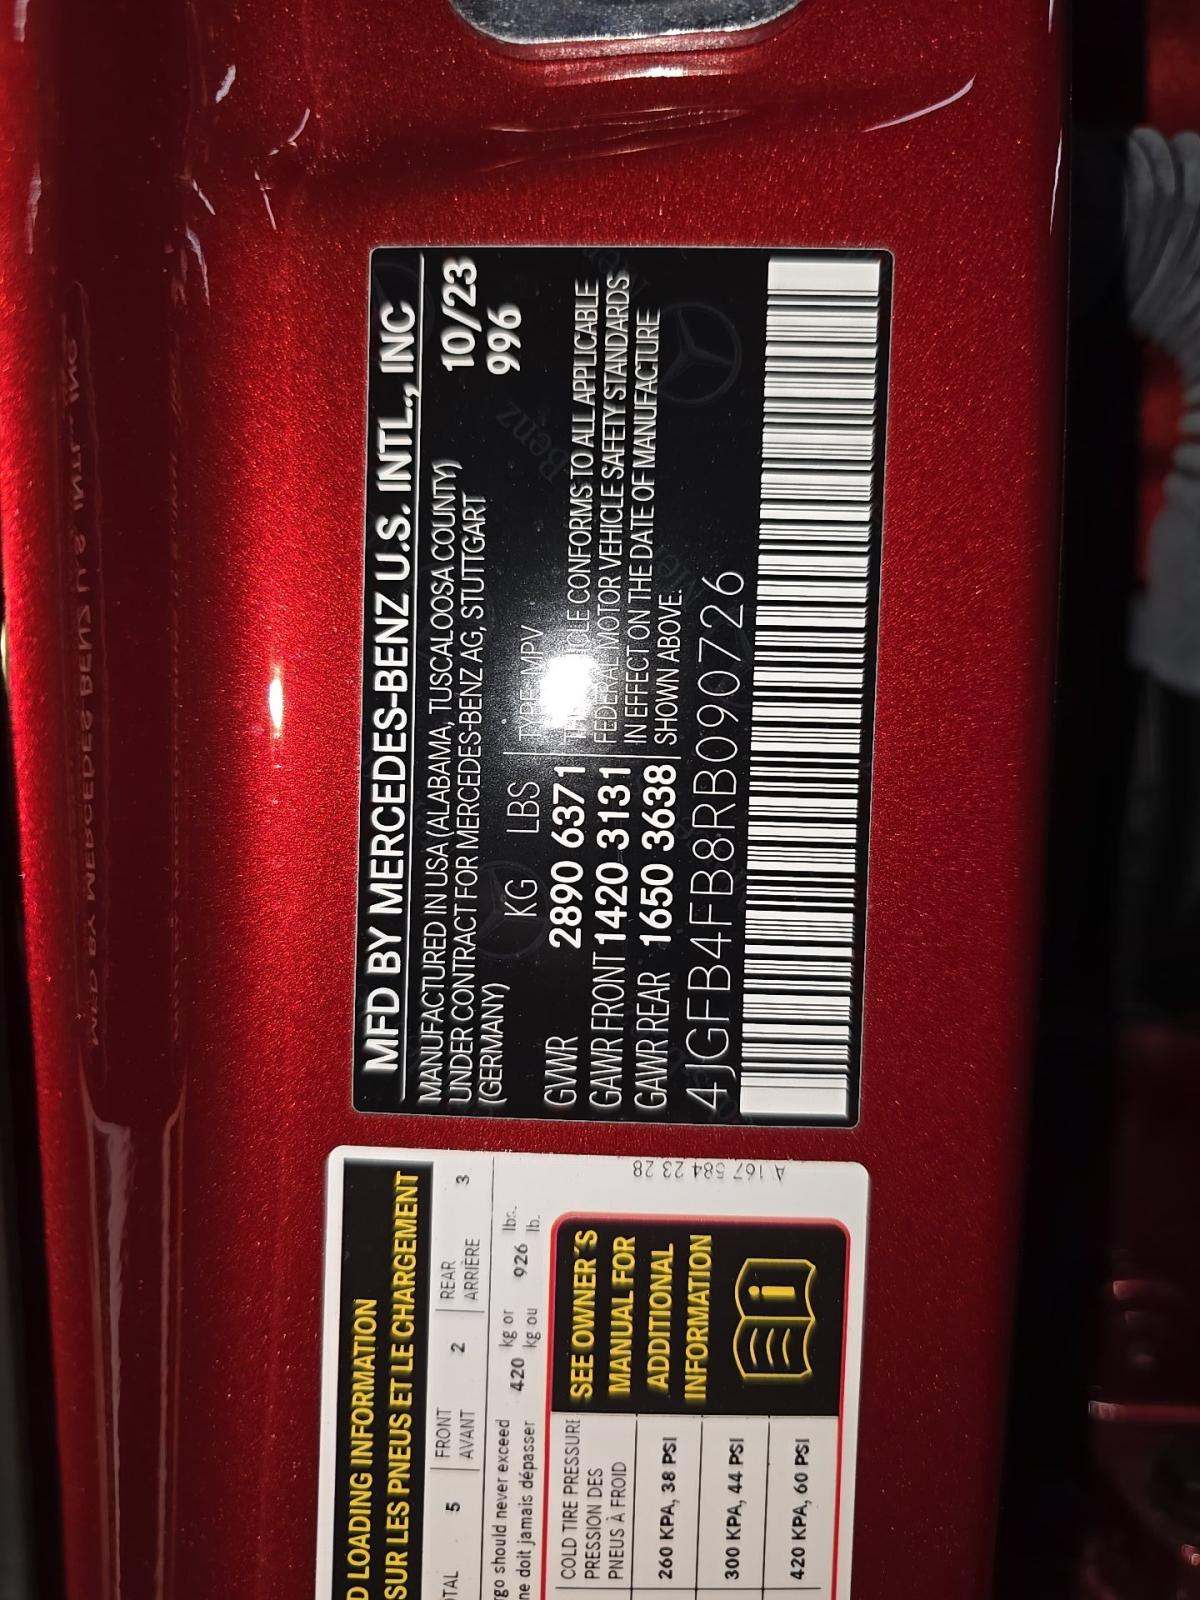 MFD BY MERCEDES-BENZ U.S. INTL., INC
MANUFACTURED IN USA (ALABAMA, TUSCALOOSA COUNTY)
UNDER CONTRACT FOR MERCEDES-BENZ AG, STUTTGART
(GERMANY)
10/23
996
KG LBS
GWWR 2890 6371
GAWR FRONT 1420 3131
GAWR REAR 1650 3638
TYPE: MPV
VEHICLE CONFORMS TO ALL APPLICABLE
FEDERAL MOTOR VEHICLE SAFETY STANDARDS
IN EFFECT ON THE DATE OF MANUFACTURE
SHOWN ABOVE.
4JGFB4FB8RB090726
LOADING INFORMATION
SUR LES PNEUS ET LE CHARGEMENT
5 FRONT 2 REAR 3
AVANT ARRIÈRE
should never exceed 420 kg or 926 lbs.
ne doit jamais dépasser kg ou lb.
COLD TIRE PRESSURE
PRESSION DES
PNEUS À FROID
260 KPA, 38 PSI
300 KPA, 44 PSI
420 KPA, 60 PSI
SEE OWNER'S
MANUAL FOR
ADDITIONAL
INFORMATION
A 167 584 23 28